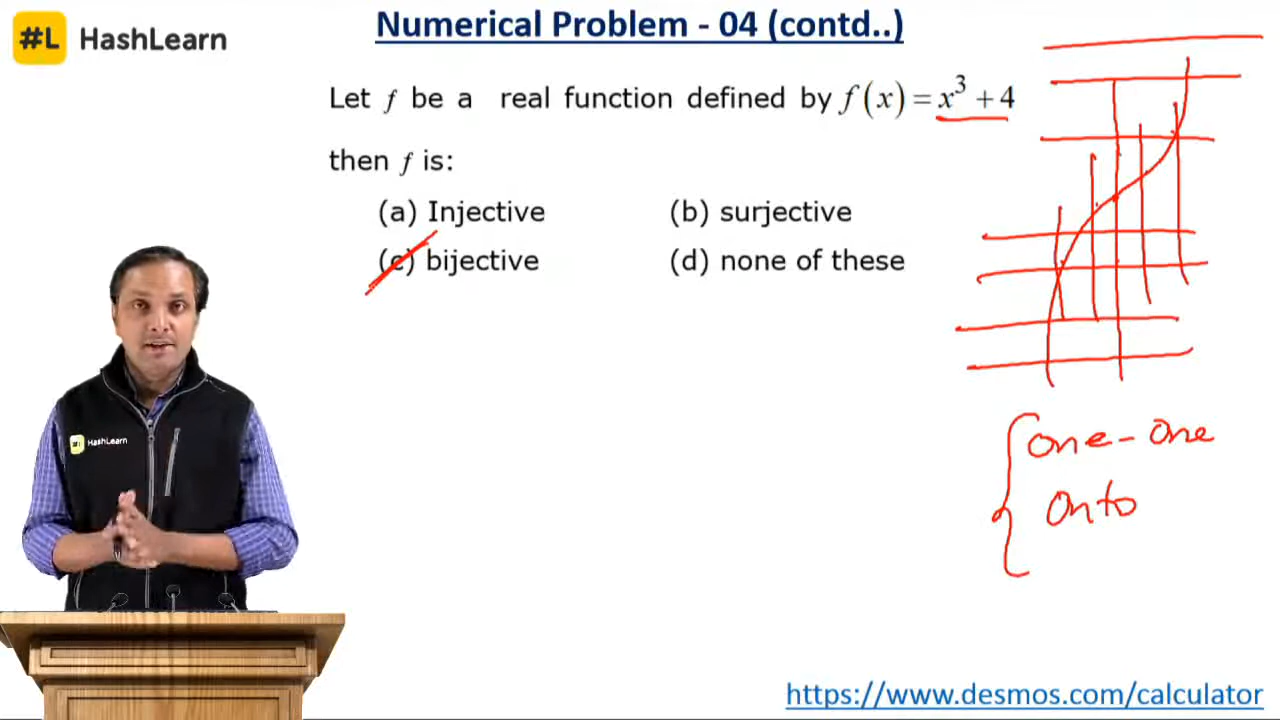 #L HashLearn
Numerical Problem - 04 (contd..)
Let f be a real function defined by f(x) = x³ + 4
then f is:
(a) Injective (b) surjective
(c) bijective (d) none of these
#L HashLearn
one-one
onto
https://www.desmos.com/calculator